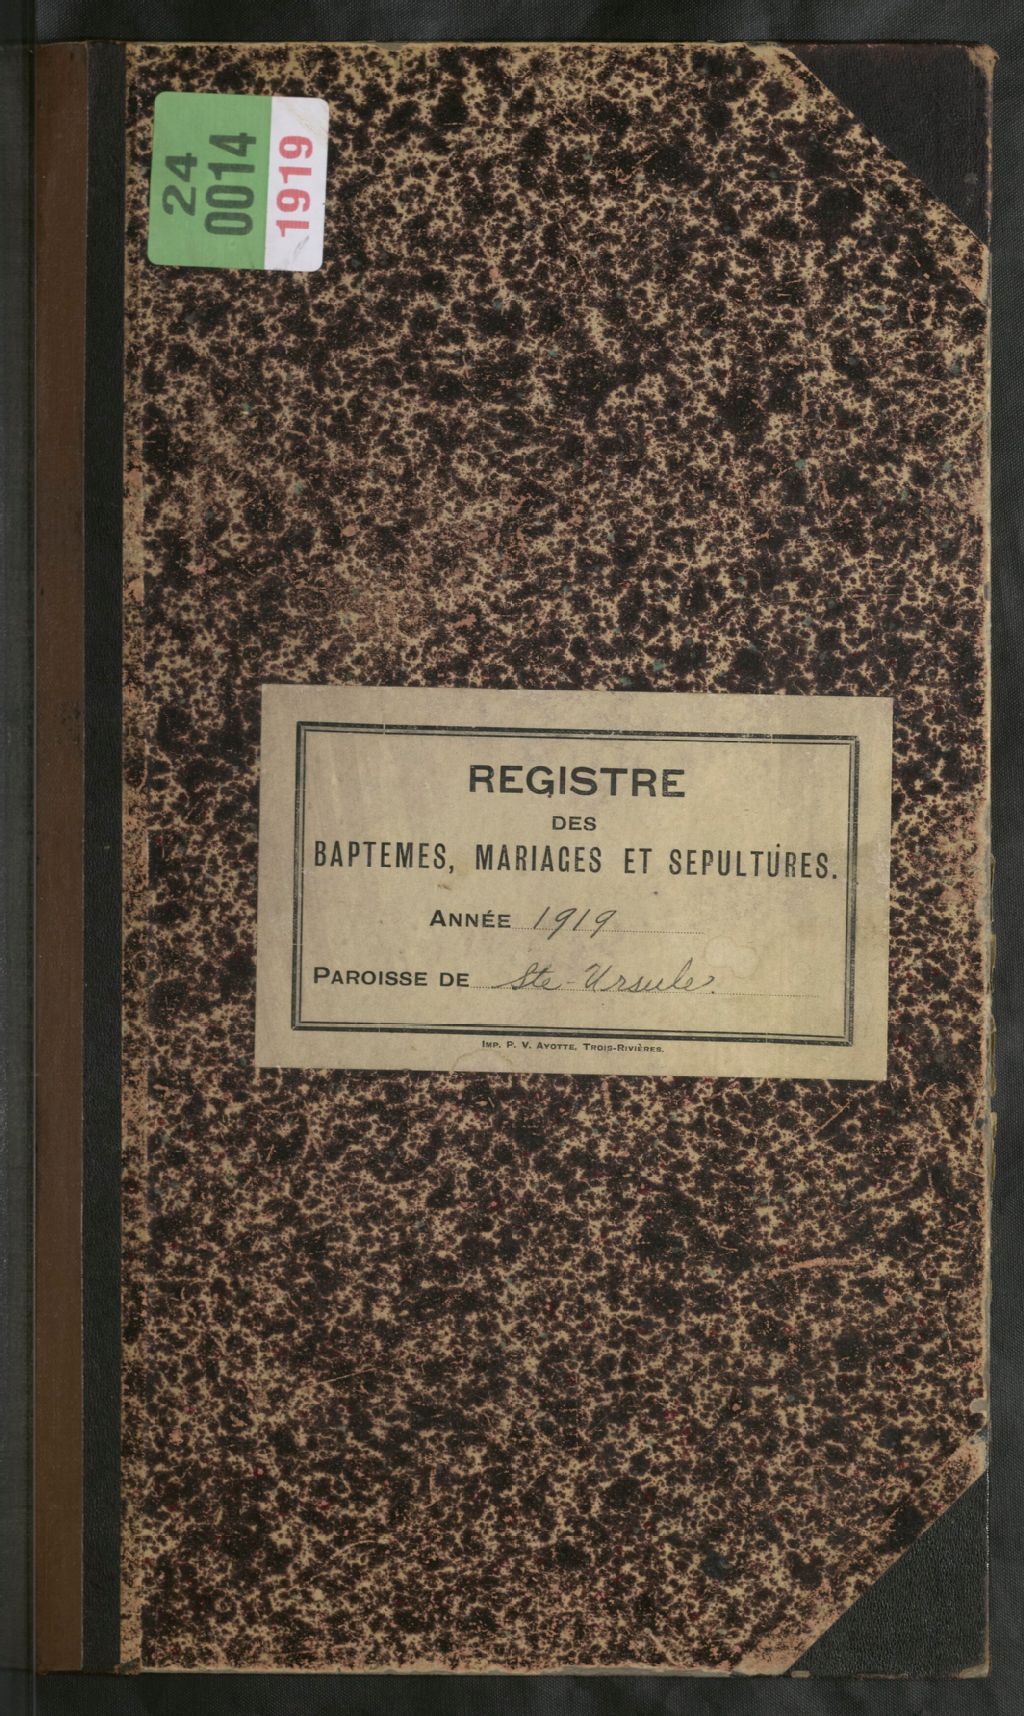 24
0014
1919
REGISTRE
DES
BAPTEMES, MARIAGES ET SEPULTURES.
ANNÉE 1919
PAROISSE DE Ste-Ursule.
IMP. P. V. AYOTTE, TROIS-RIVIÈRES.